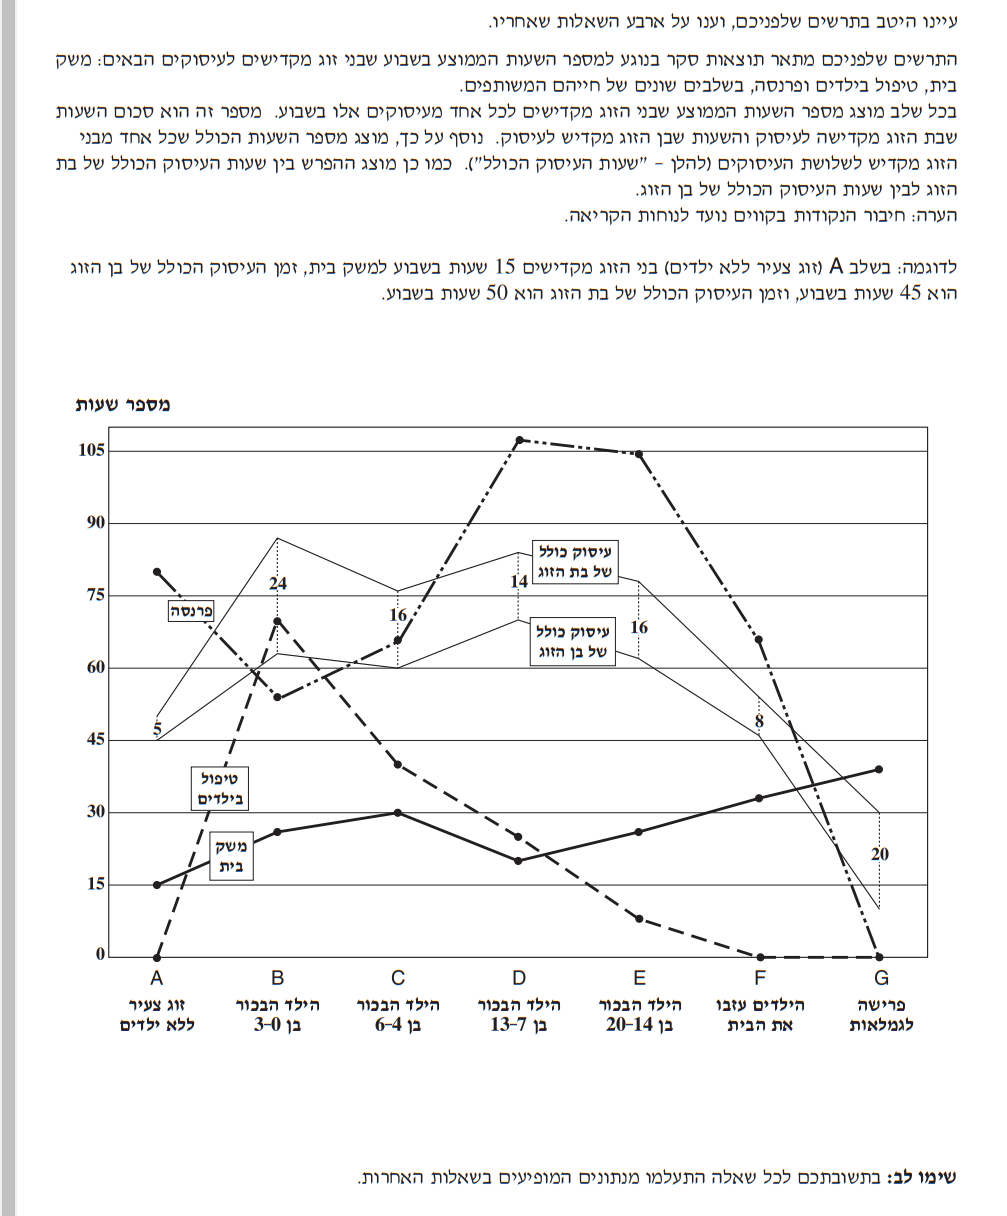 עיינו היטב בתרשים שלפניכם, וענו על ארבע השאלות שאחריו.
התרשים שלפניכם מתאר תוצאות סקר בנוגע למספר השעות הממוצע בשבוע שבני זוג מקדישים לעיסוקים הבאים: משק
בית, טיפול בילדים ופרנסה, בשלבים שונים של חייהם המשותפים.
בכל שלב מוצג מספר השעות הממוצע שבני הזוג מקדישים לכל אחד מעיסוקים אלו בשבוע. מספר זה הוא סכום השעות
שבת הזוג מקדישה לעיסוק והשעות שבן הזוג מקדיש לעיסוק. נוסף על כך, מוצג מספר השעות הכולל שכל אחד מבני
הזוג מקדיש לשלושת העיסוקים (להלן – "שעות העיסוק הכולל"). כמו כן מוצג ההפרש בין שעות העיסוק הכולל של בת
הזוג לבין שעות העיסוק הכולל של בן הזוג.
הערה: חיבור הנקודות בקווים נועד לנוחות הקריאה.
לדוגמה: בשלב A (זוג צעיר ללא ילדים) בני הזוג מקדישים 15 שעות בשבוע למשק בית, זמן העיסוק הכולל של בן הזוג
הוא 45 שעות בשבוע, וזמן העיסוק הכולל של בת הזוג הוא 50 שעות בשבוע.
מספר שעות
105
90
75
60
45
30
15
0
עיסוק כולל
של בת הזוג
עיסוק כולל
של בן הזוג
פרנסה
טיפול
בילדים
משק
בית
5
24
16
14
16
8
20
A
B
C
D
E
F
G
זוג צעיר
ללא ילדים
הילד הבכור
בן 3-0
הילד הבכור
בן 6-4
הילד הבכור
בן 13-7
הילד הבכור
בן 20-14
הילדים עזבו
את הבית
פרישה
לגמלאות
שימו לב: בתשובתכם לכל שאלה התעלמו מנתונים המופיעים בשאלות האחרות.